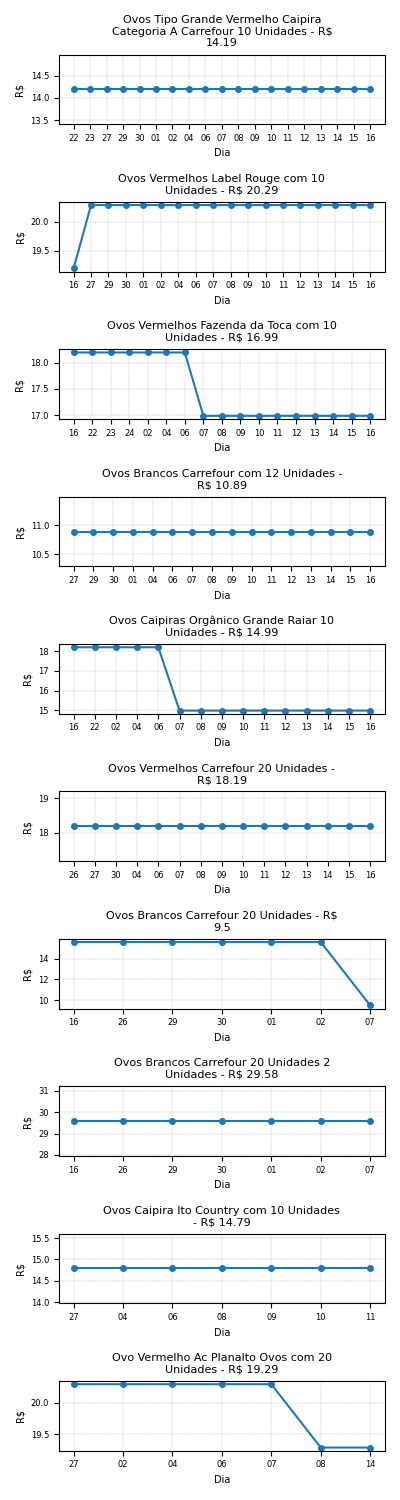 Ovos Tipo Grande Vermelho Caipira
Categoria A Carrefour 10 Unidades - R$
14.19
14.5
14.0
13.5
R$
22 23 27 29 30 01 02 04 06 07 08 09 10 11 12 13 14 15 16
Dia
Ovos Vermelhos Label Rouge com 10
Unidades - R$ 20.29
20.0
19.5
R$
16 27 29 30 01 02 04 06 07 08 09 10 11 12 13 14 15 16
Dia
Ovos Vermelhos Fazenda da Toca com 10
Unidades - R$ 16.99
18.0
17.5
17.0
R$
16 22 23 24 02 04 06 07 08 09 10 11 12 13 14 15 16
Dia
Ovos Brancos Carrefour com 12 Unidades -
R$ 10.89
11.0
10.5
R$
27 29 30 01 04 06 07 08 09 10 11 12 13 14 15 16
Dia
Ovos Caipiras Orgânico Grande Raiar 10
Unidades - R$ 14.99
18
17
16
15
R$
16 22 02 04 06 07 08 09 10 11 12 13 14 15 16
Dia
Ovos Vermelhos Carrefour 20 Unidades -
R$ 18.19
19
18
R$
26 27 30 04 06 07 08 09 10 11 12 13 14 15 16
Dia
Ovos Brancos Carrefour 20 Unidades - R$
9.5
14
12
10
R$
16 26 29 30 01 02 07
Dia
Ovos Brancos Carrefour 20 Unidades 2
Unidades - R$ 29.58
31
30
29
28
R$
16 26 29 30 01 02 07
Dia
Ovos Caipira Ito Country com 10 Unidades
- R$ 14.79
15.5
15.0
14.5
14.0
R$
27 04 06 08 09 10 11
Dia
Ovo Vermelho Ac Planalto Ovos com 20
Unidades - R$ 19.29
20.0
19.5
R$
27 02 04 06 07 08 14
Dia